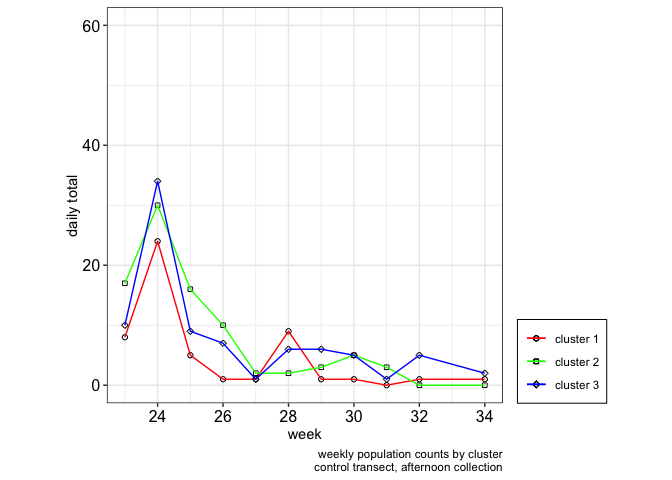 60
40
20
0
daily total
24 26 28 30 32 34
week
cluster 1
cluster 2
cluster 3
weekly population counts by cluster
control transect, afternoon collection